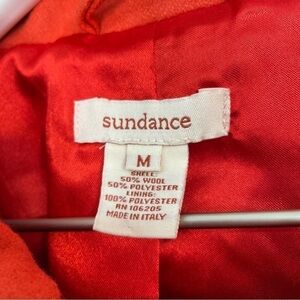 sundance
M
SHELL
50% WOOL
50% POLYESTER
LINING:
100% POLYESTER
RN 106205
MADE IN ITALY